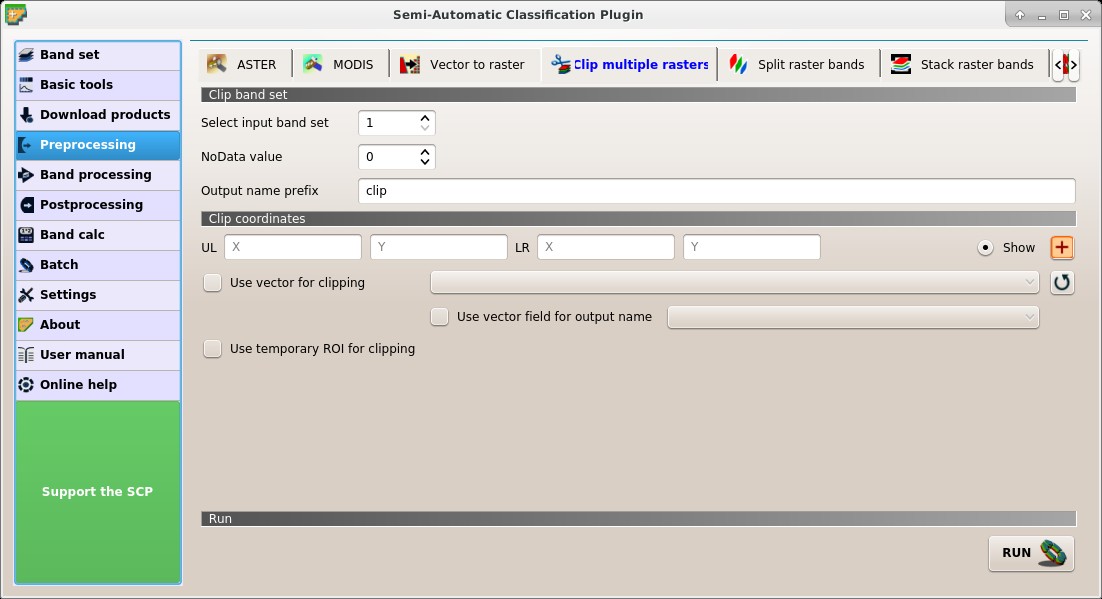 Semi-Automatic Classification Plugin
Band set
Basic tools
Download products
Preprocessing
Band processing
Postprocessing
Band calc
Batch
Settings
About
User manual
Online help
Support the SCP
ASTER
MODIS
Vector to raster
Clip multiple rasters
Split raster bands
Stack raster bands
Clip band set
Select input band set 1
NoData value 0
Output name prefix clip
Clip coordinates
UL X Y LR X Y Show
Use vector for clipping
Use vector field for output name
Use temporary ROI for clipping
Run
RUN